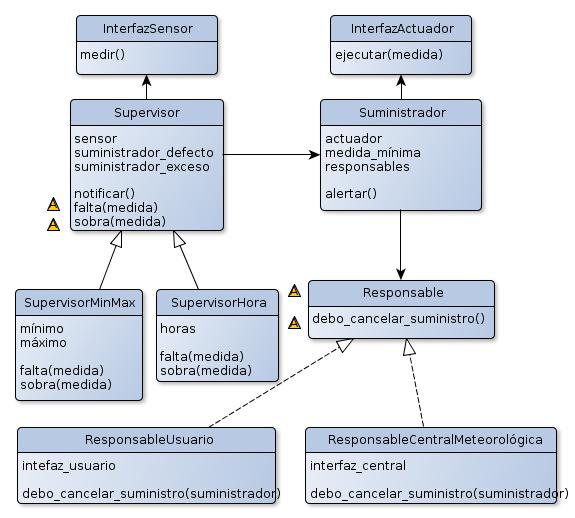 InterfazSensor
medir()
InterfazActuador
ejecutar(medida)
Supervisor
sensor
suministrador_defecto
suministrador_exceso
notificar()
A falta(medida)
A sobra(medida)
Suministrador
actuador
medida_mínima
responsables
alertar()
SupervisorMinMax
mínimo
máximo
falta(medida)
sobra(medida)
SupervisorHora
horas
falta(medida)
sobra(medida)
A Responsable
A debo_cancelar_suministro()
ResponsableUsuario
intefaz_usuario
debo_cancelar_suministro(suministrador)
ResponsableCentralMeteorológica
interfaz_central
debo_cancelar_suministro(suministrador)